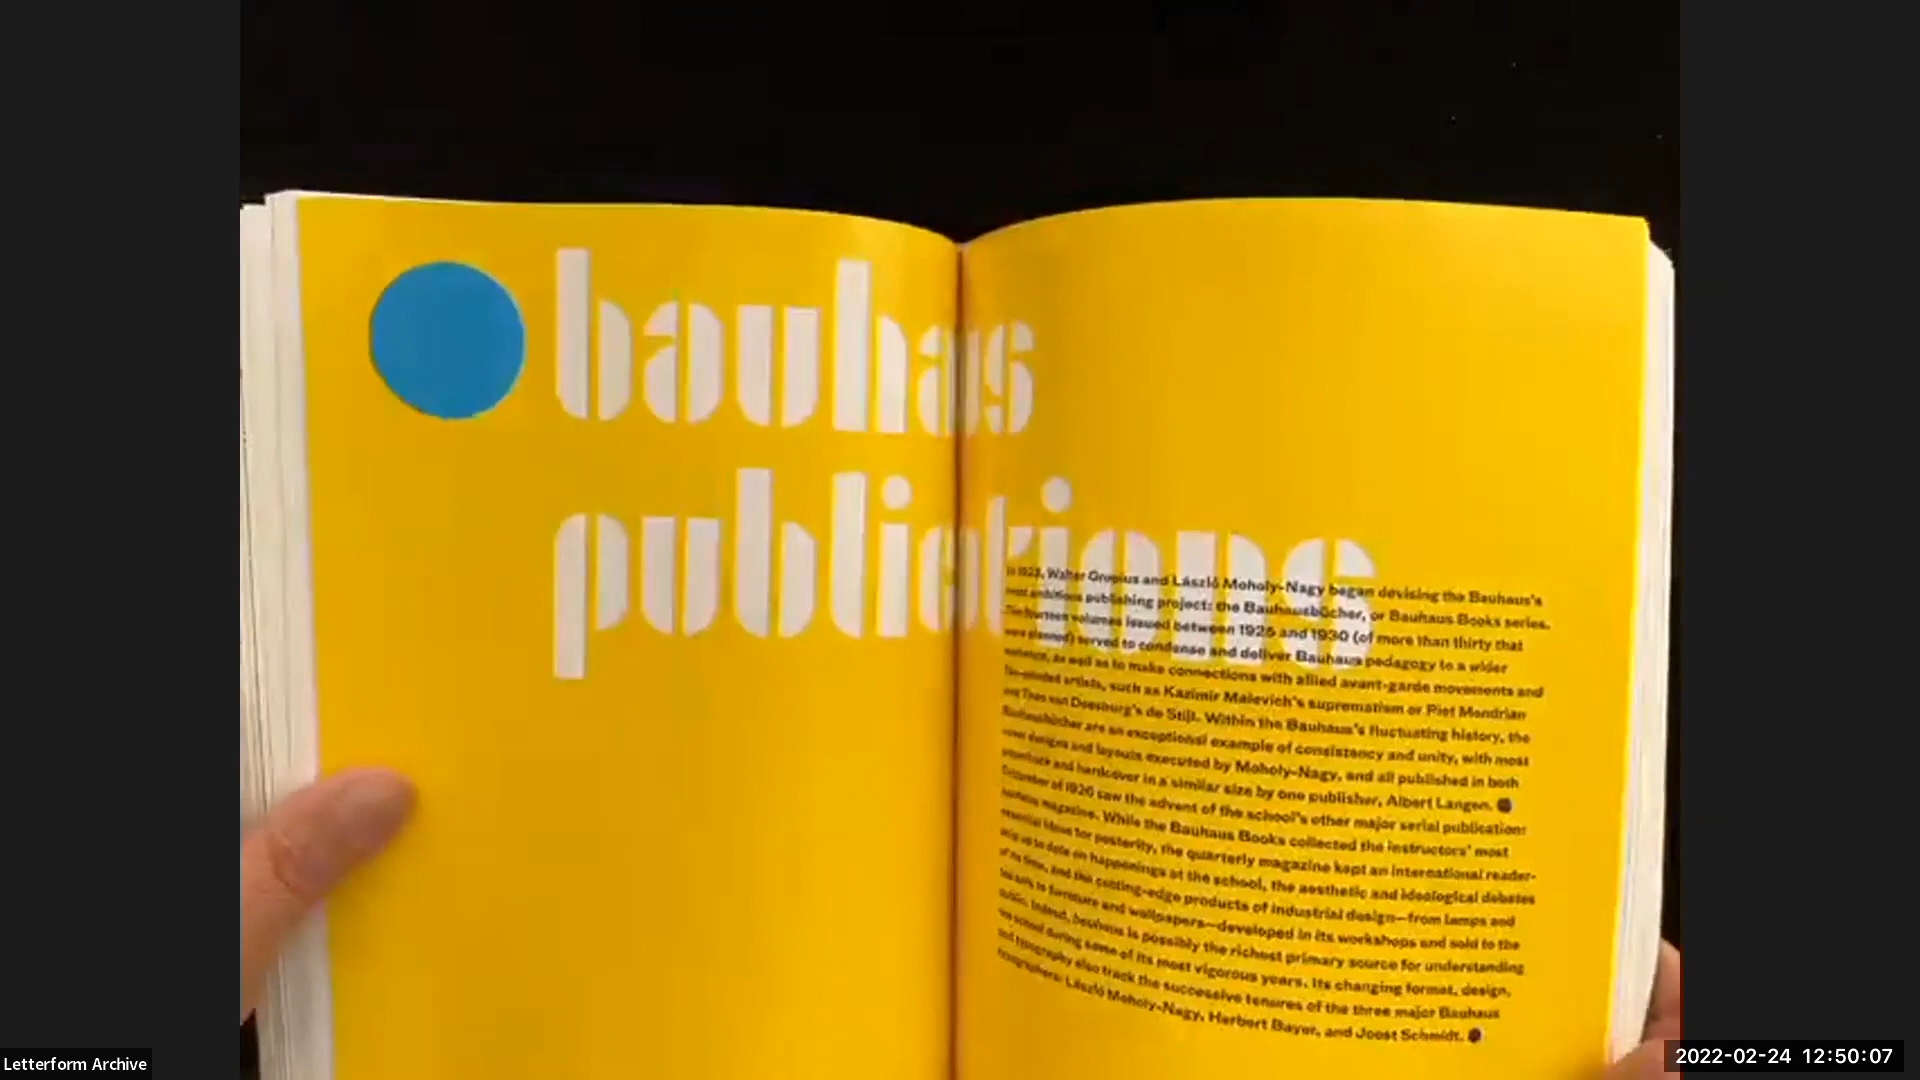 bauhaus
publications
In 1923, Walter Gropius and László Moholy-Nagy began devising the Bauhaus's
most ambitious publishing project: the Bauhausbücher, or Bauhaus Books series.
The fourteen volumes issued between 1925 and 1930 (of more than thirty that
were planned) served to condense and deliver Bauhaus pedagogy to a wider
audience, as well as to make connections with allied avant-garde movements and
like-minded artists, such as Kazimir Malevich's suprematism or Piet Mondrian
and Theo van Doesburg's de Stijl. Within the Bauhaus's fluctuating history, the
Bauhausbücher are an exceptional example of consistency and unity, with most
cover designs and layouts executed by Moholy-Nagy, and all published in both
paperback and hardcover in a similar size by one publisher, Albert Langen. ●
December of 1926 saw the advent of the school's other major serial publication:
bauhaus magazine. While the Bauhaus Books collected the instructors' most
essential ideas for posterity, the quarterly magazine kept an international reader-
ship up to date on happenings at the school, the aesthetic and ideological debates
of its time, and the cutting-edge products of industrial design—from lamps and
tea sets to furniture and wallpapers—developed in its workshops and sold to the
public. Indeed, bauhaus is possibly the richest primary source for understanding
the school during some of its most vigorous years. Its changing format, design,
and typography also track the successive tenures of the three major Bauhaus
typographers: László Moholy-Nagy, Herbert Bayer, and Joost Schmidt. ●
Letterform Archive
2022-02-24 12:50:07